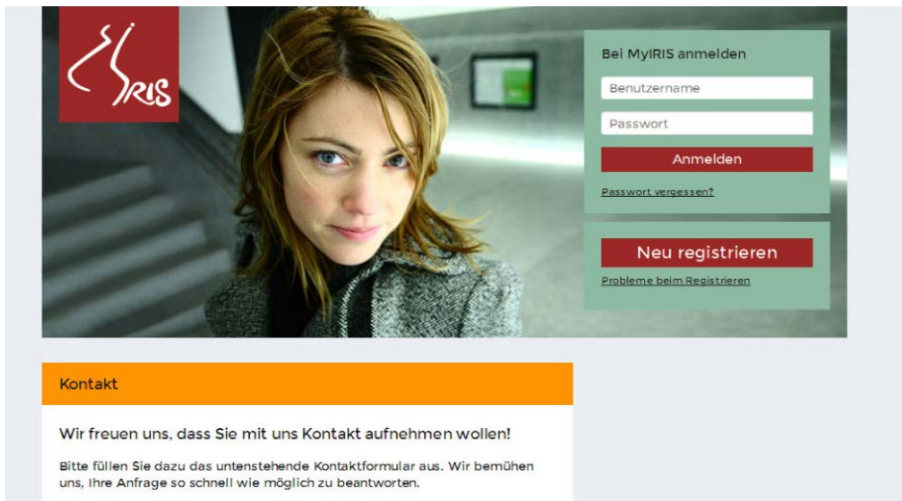 IRIS
Bei MyIRIS anmelden
Benutzername
Passwort
Anmelden
Passwort vergessen?
Neu registrieren
Probleme beim Registrieren
Kontakt
Wir freuen uns, dass Sie mit uns Kontakt aufnehmen wollen!
Bitte füllen Sie dazu das untenstehende Kontaktformular aus. Wir bemühen
uns, Ihre Anfrage so schnell wie möglich zu beantworten.